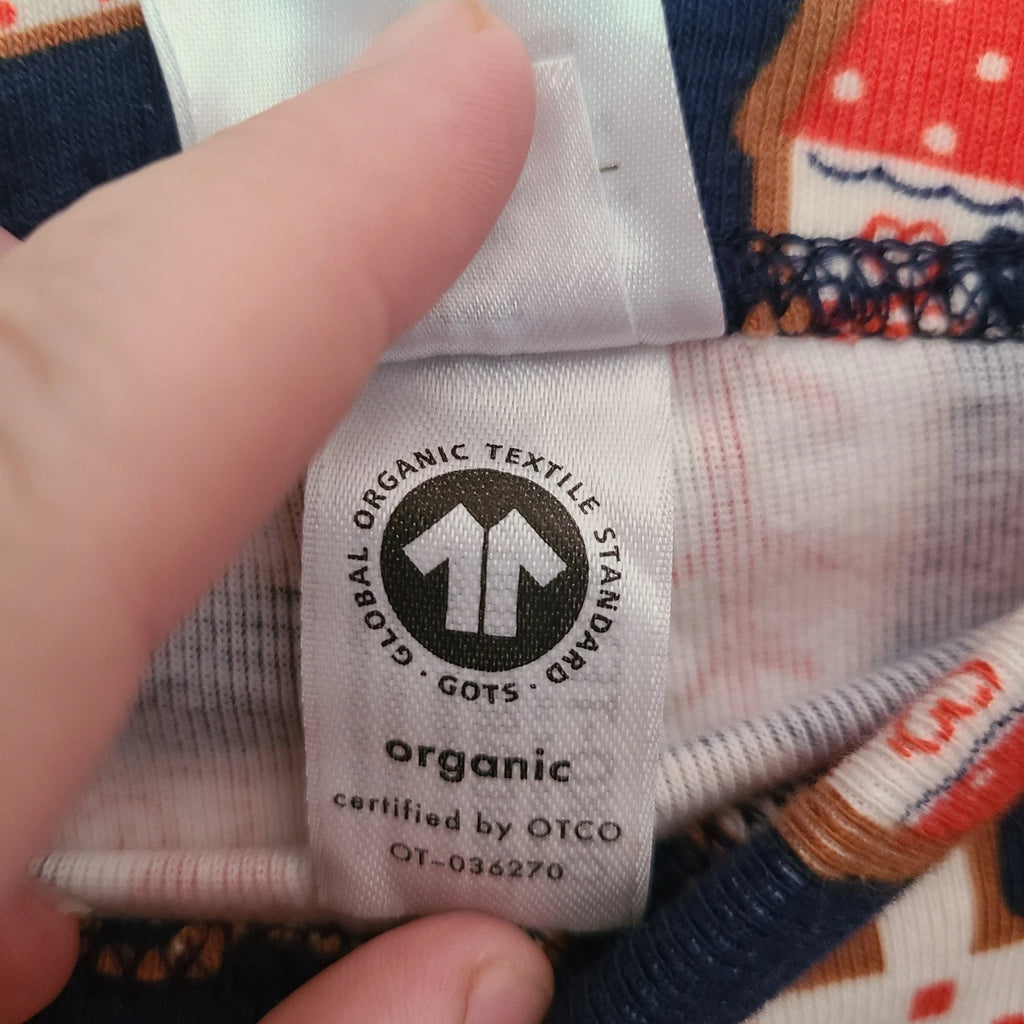 GLOBAL ORGANIC TEXTILE STANDARD
· GOTS ·
organic
certified by OTCO
OT-036270